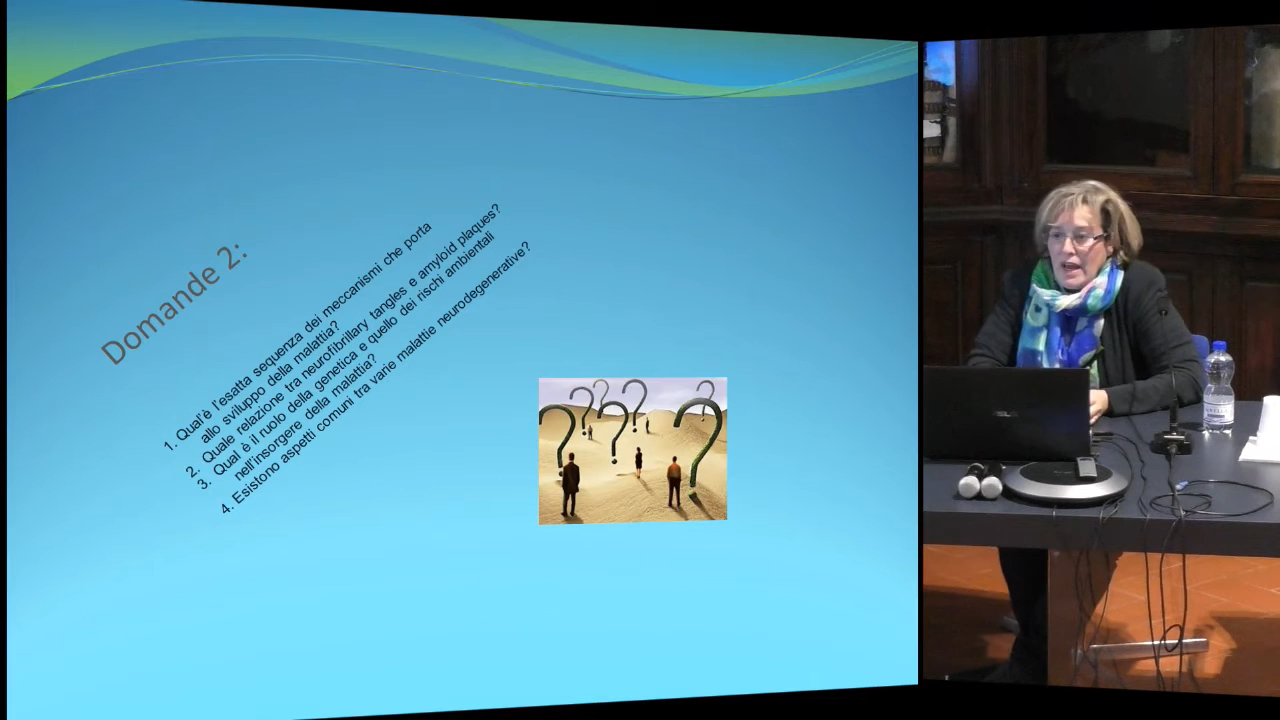 Domande 2:
1. Qual'è l'esatta sequenza dei meccanismi che porta
allo sviluppo della malattia?
2. Quale relazione tra neurofibrillary tangles e amyloid plaques?
3. Qual è il ruolo della genetica e quello dei rischi ambientali
nell'insorgere della malattia?
4. Esistono aspetti comuni tra varie malattie neurodegenerative?